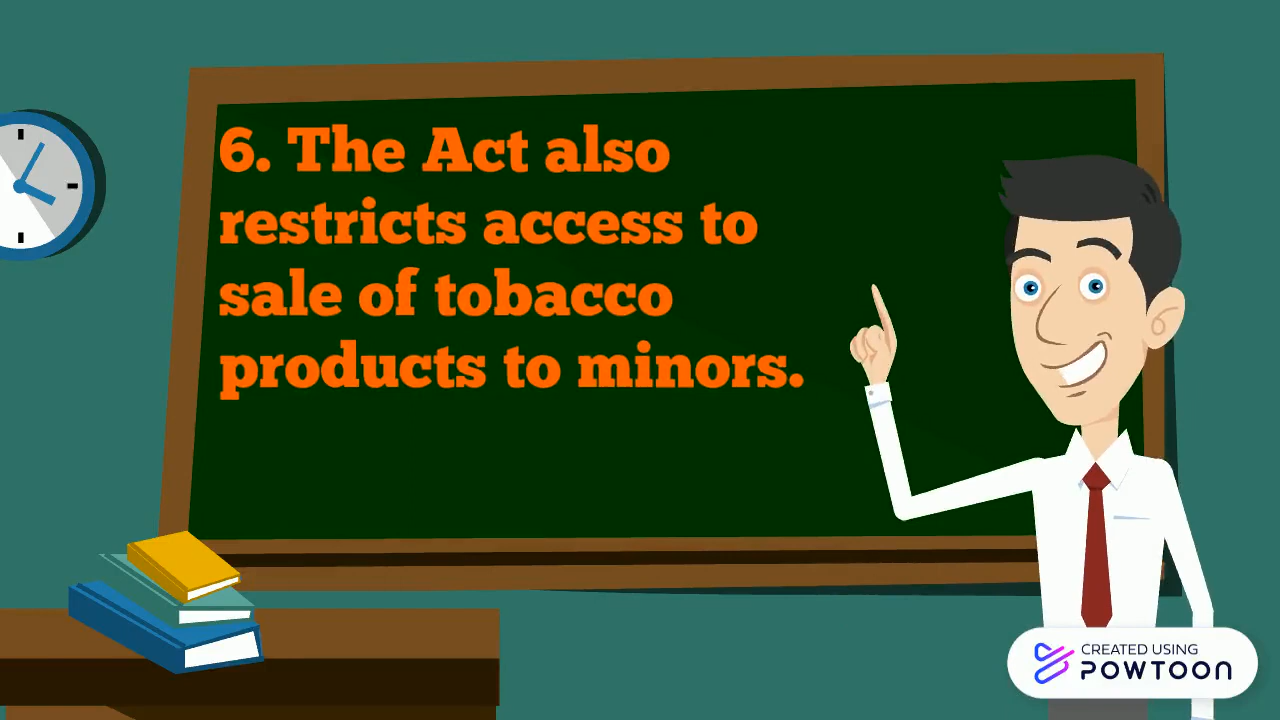 6. The Act also
restricts access to
sale of tobacco
products to minors.
CREATED USING
POWTOON